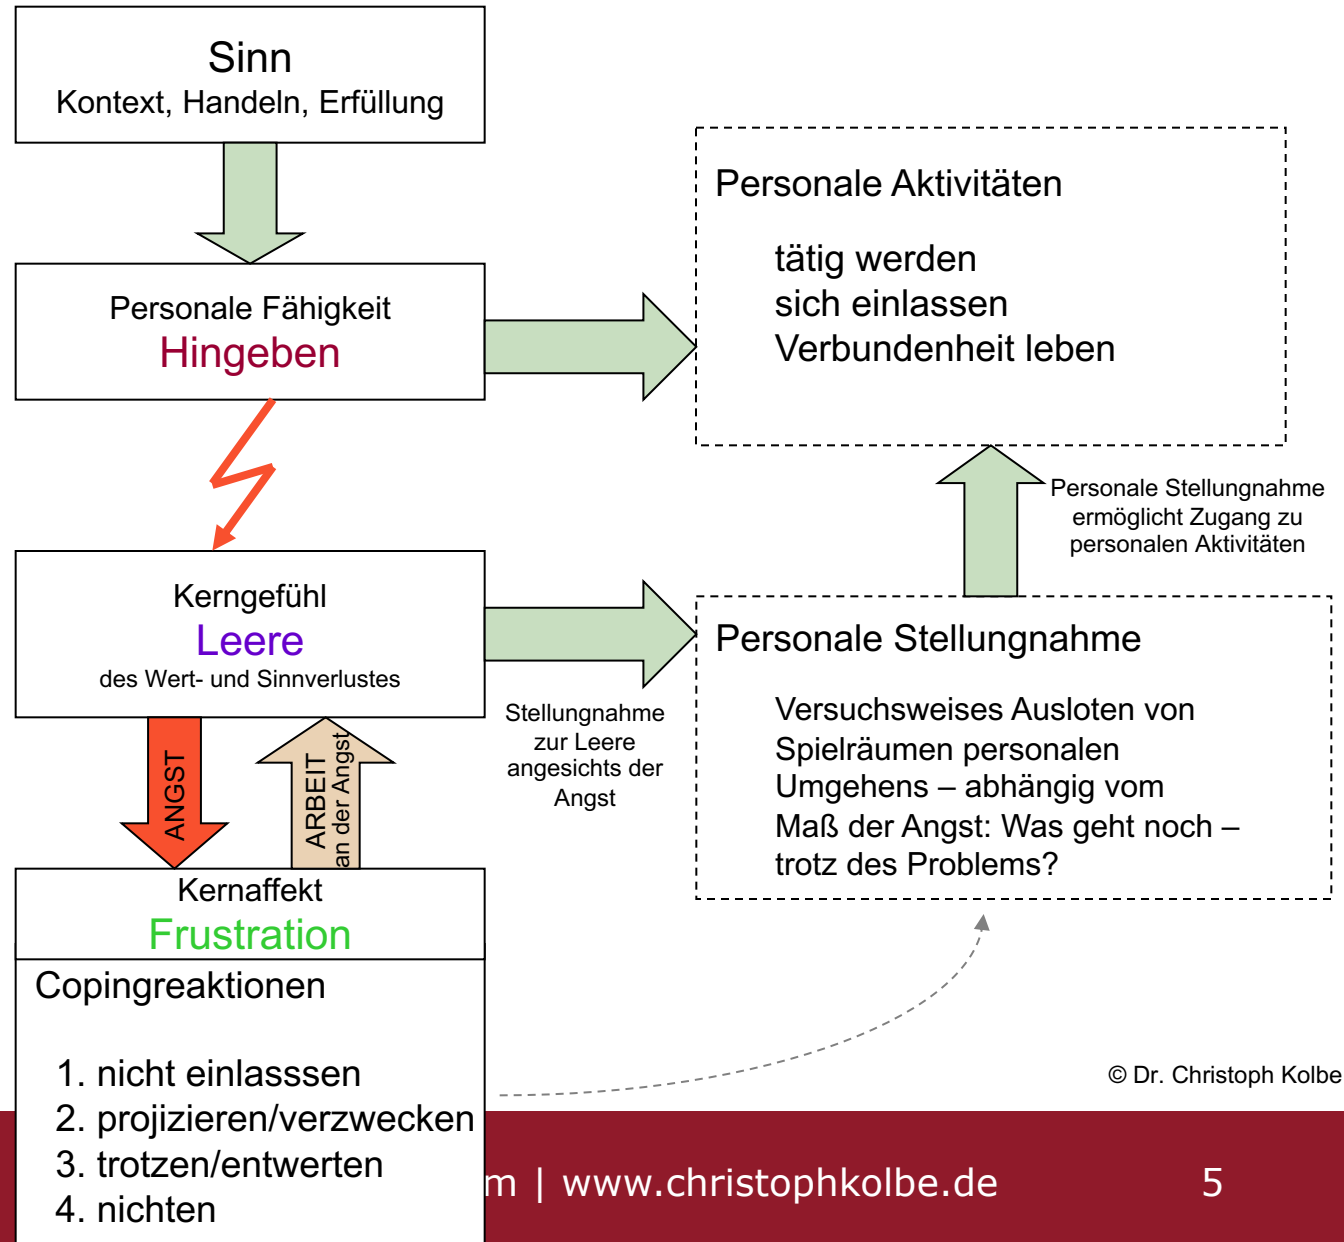 Sinn
Kontext, Handeln, Erfüllung
Personale Fähigkeit
Hingeben
Personale Aktivitäten
tätig werden
sich einlassen
Verbundenheit leben
Personale Stellungnahme
ermöglicht Zugang zu
personalen Aktivitäten
Kerngefühl
Leere
des Wert- und Sinnverlustes
Stellungnahme
zur Leere
angesichts der
Angst
Personale Stellungnahme
Versuchsweises Ausloten von
Spielräumen personalen
Umgehens – abhängig vom
Maß der Angst: Was geht noch –
trotz des Problems?
ANGST
ARBEIT
an der Angst
Kernaffekt
Frustration
Copingreaktionen
1. nicht einlasssen
2. projizieren/verzwecken
3. trotzen/entwerten
4. nichten
© Dr. Christoph Kolbe
m | www.christophkolbe.de
5